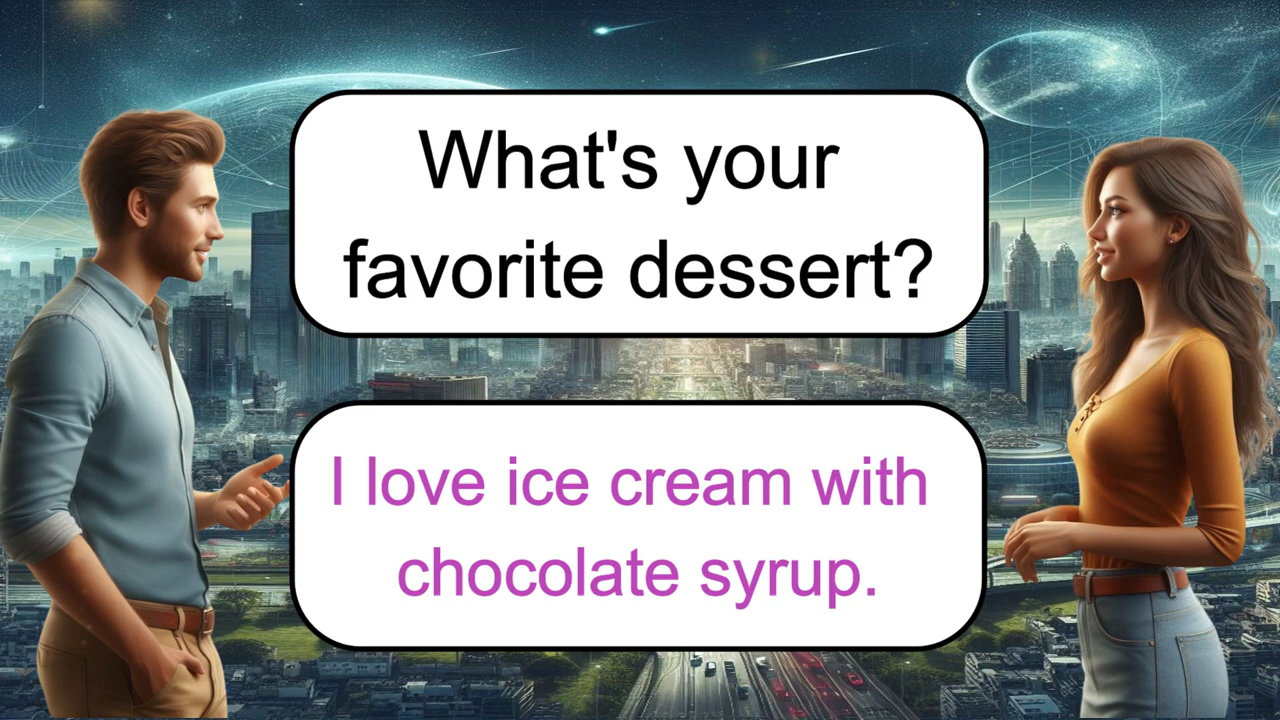 What's your
favorite dessert?
I love ice cream with
chocolate syrup.